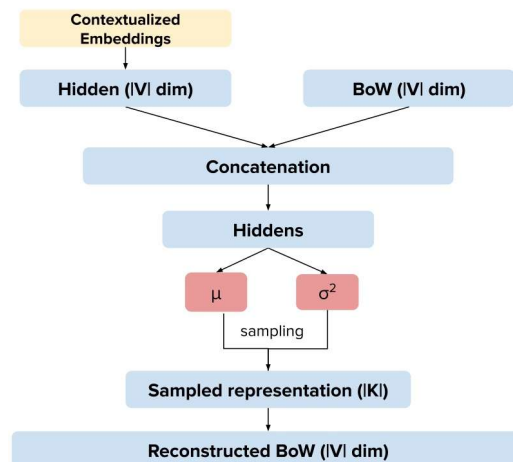 Contextualized
Embeddings
Hidden (|V| dim)
BoW (|V| dim)
Concatenation
Hiddens
μ
σ²
sampling
Sampled representation (|K|)
Reconstructed BoW (|V| dim)